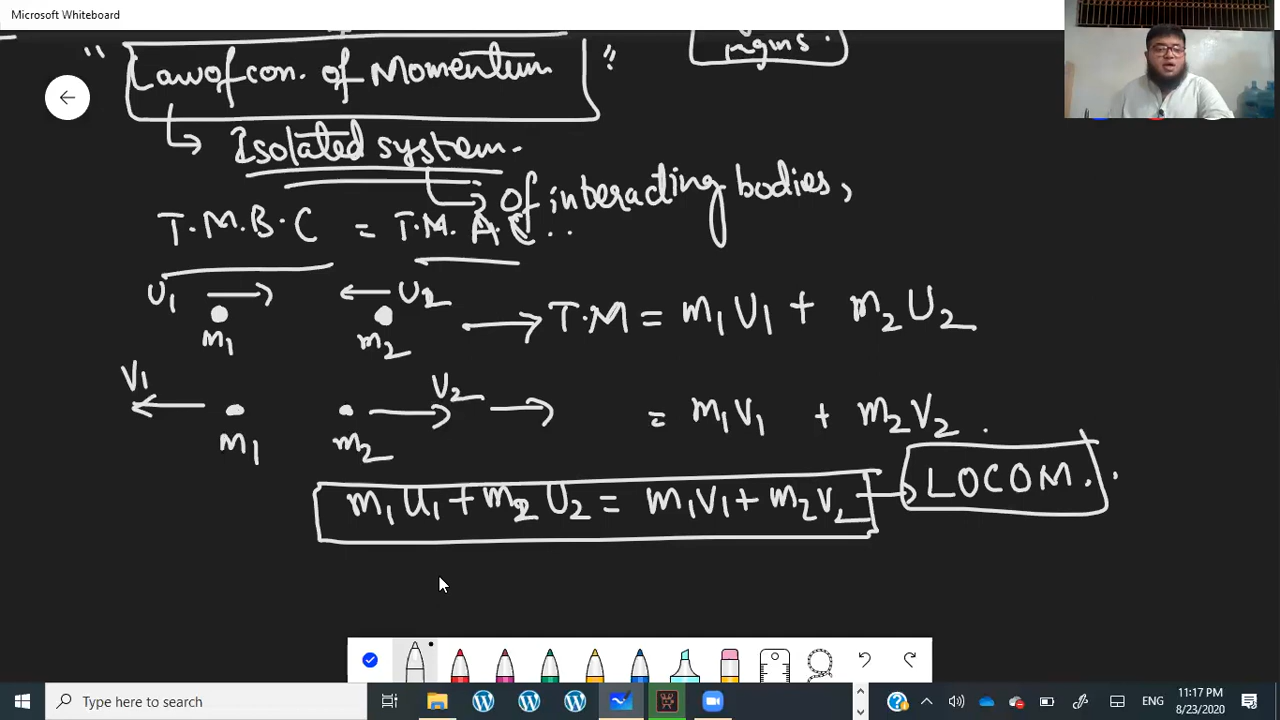 Microsoft Whiteboard
" Law of con. of Momentum "
mgms.
→ Isolated system.
→ of interacting bodies,
T.M.B.C = T.M. A.C..
U1 → ← U2
m1 m2 → T.M = m1U1 + m2U2
V1 ← V2 → →
m1 m2 = m1V1 + m2V2.
m1U1 + m2U2 = m1V1 + m2V2 → LOCOM.
Type here to search
ENG
11:17 PM
8/23/2020